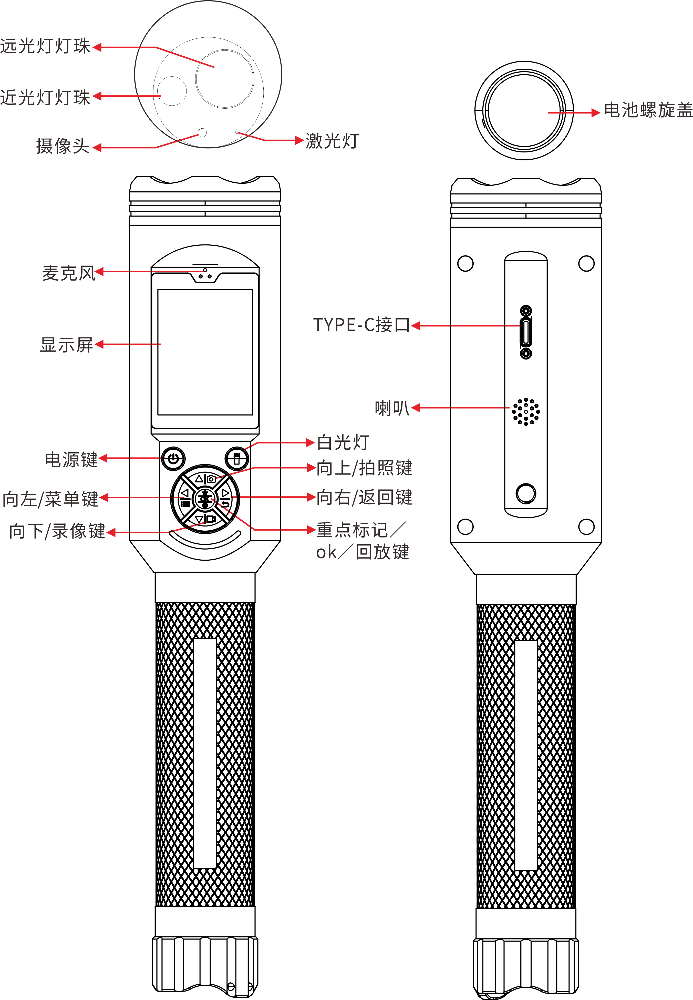 远光灯灯珠
近光灯灯珠
摄像头
激光灯
电池螺旋盖
麦克风
显示屏
TYPE-C接口
喇叭
电源键
白光灯
向上/拍照键
向左/菜单键
向右/返回键
向下/录像键
重点标记／
ok／回放键